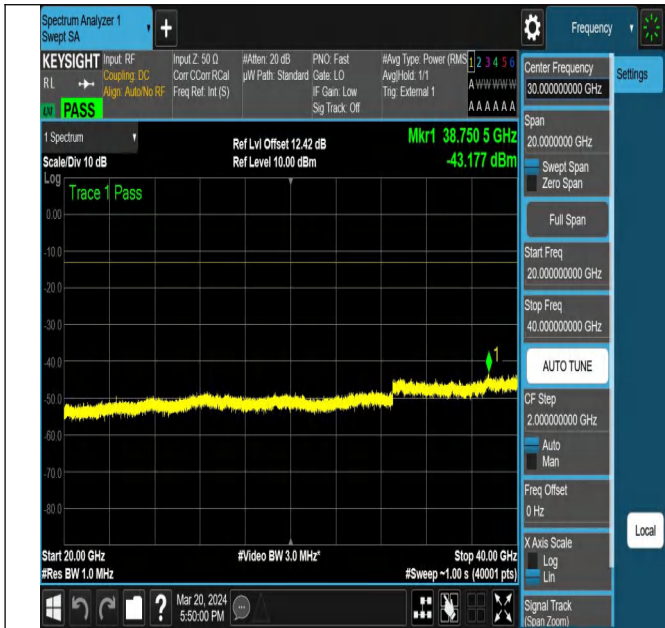 Spectrum Analyzer 1
Swept SA
+
Frequency
KEYSIGHT
RL
PASS
Input: RF
Coupling: DC
Align: Auto/No RF
Input Z: 50 Ω
Corr CCorr RCal
Freq Ref: Int (S)
#Atten: 20 dB
µW Path: Standard
PNO: Fast
Gate: LO
IF Gain: Low
Sig Track: Off
#Avg Type: Power (RMS
Avg|Hold: 1/1
Trig: External 1
1 2 3 4 5 6
A W W W W W
A A A A A A
1 Spectrum
Scale/Div 10 dB
Log
Ref Lvl Offset 12.42 dB
Ref Level 10.00 dBm
Mkr1 38.750 5 GHz
-43.177 dBm
Trace 1 Pass
0.00
-10.0
-20.0
-30.0
-40.0
-50.0
-60.0
-70.0
-80.0
1
Start 20.00 GHz
#Res BW 1.0 MHz
#Video BW 3.0 MHz*
Stop 40.00 GHz
#Sweep ~1.00 s (40001 pts)
?
Mar 20, 2024
5:50:00 PM
Center Frequency
30.000000000 GHz
Settings
Span
20.0000000 GHz
Swept Span
Zero Span
Full Span
Start Freq
20.000000000 GHz
Stop Freq
40.000000000 GHz
AUTO TUNE
CF Step
2.000000000 GHz
Auto
Man
Freq Offset
0 Hz
X Axis Scale
Log
Lin
Local
Signal Track
(Span Zoom)